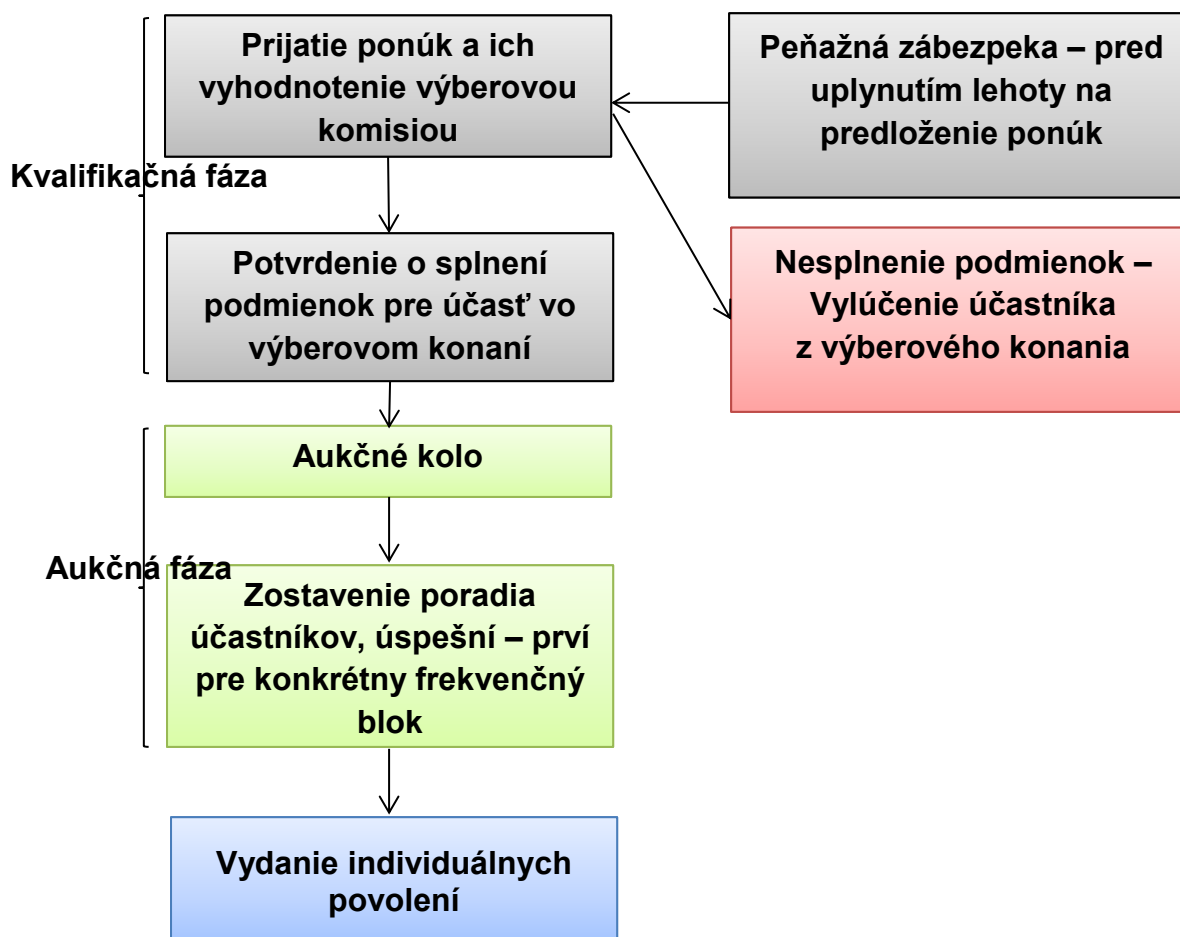 Prijatie ponúk a ich
vyhodnotenie výberovou
komisiou
Peňažná zábezpeka – pred
uplynutím lehoty na
predloženie ponúk
Kvalifikačná fáza
Potvrdenie o splnení
podmienok pre účasť vo
výberovom konaní
Nesplnenie podmienok –
Vylúčenie účastníka
z výberového konania
Aukčné kolo
Aukčná fáza
Zostavenie poradia
účastníkov, úspešní – prví
pre konkrétny frekvenčný
blok
Vydanie individuálnych
povolení